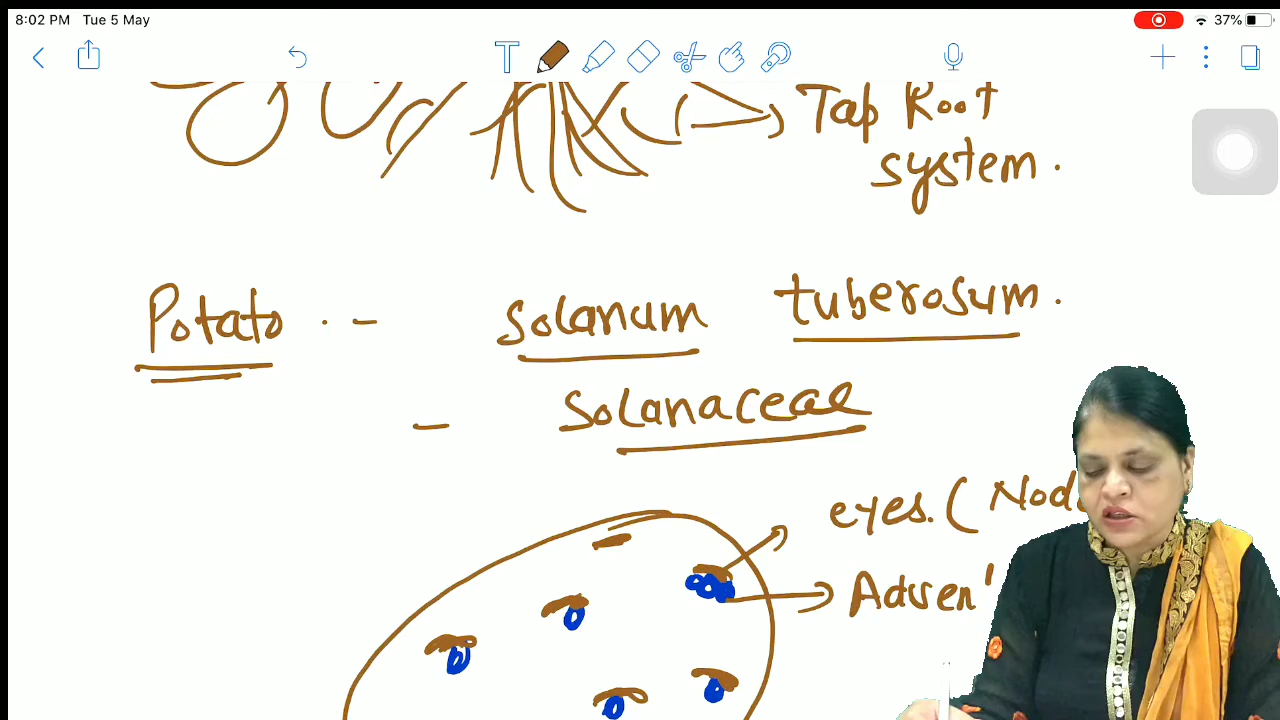 8:02 PM Tue 5 May
37%
Tap Root
system.
Potato . - Solanum tuberosum.
- Solanaceae
eyes. ( Nod
Adven